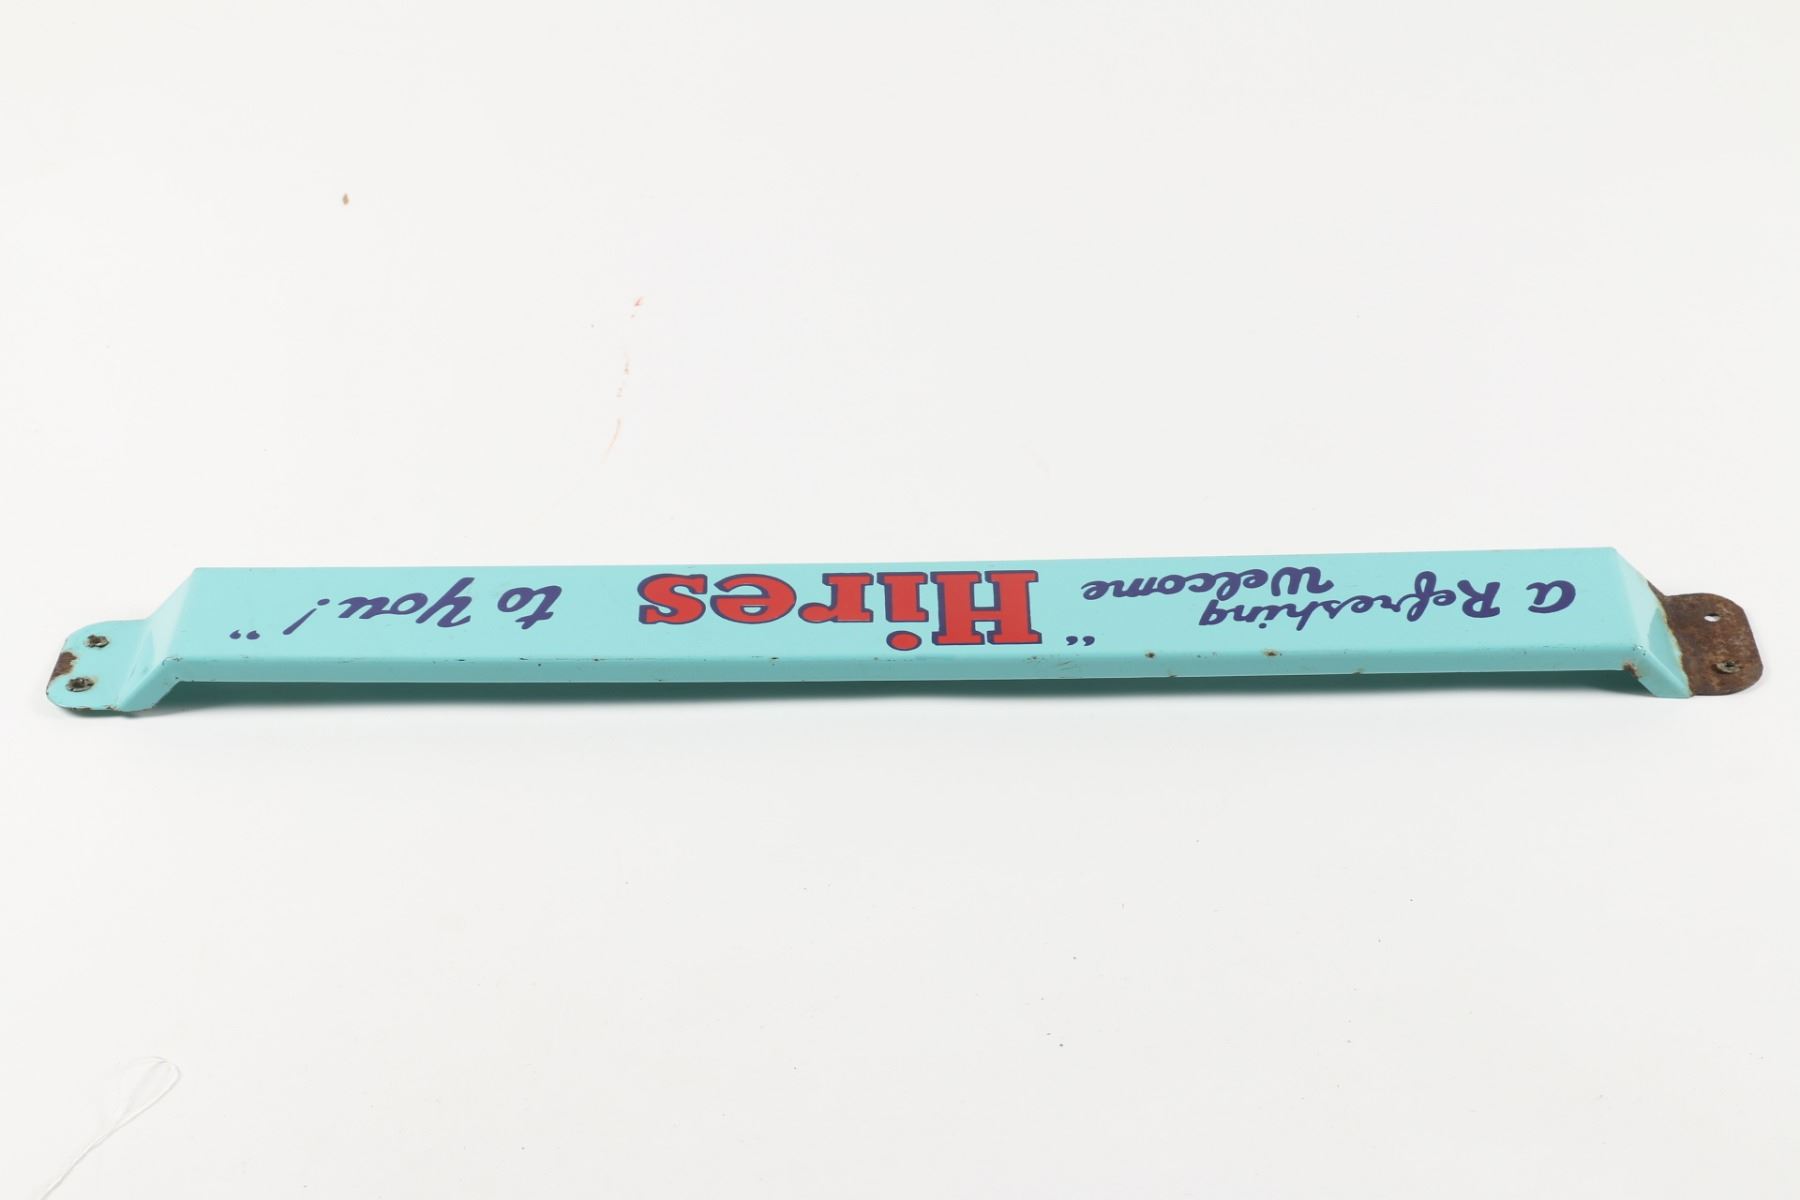 a Refreshing
Welcome
"Hires
to you!"